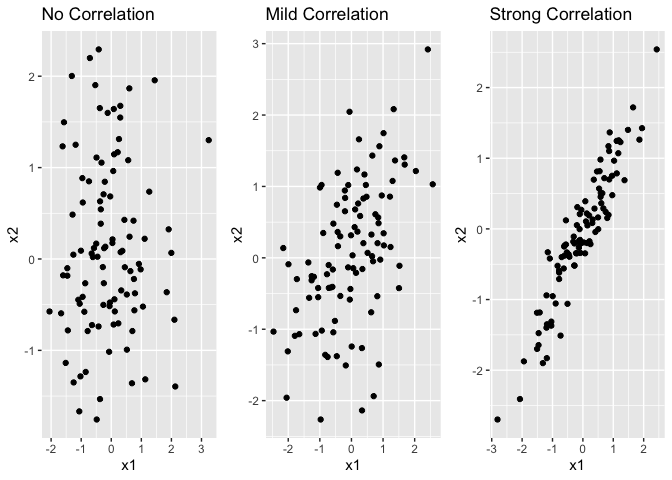 No Correlation
2
1
0
-1
-2 -1 0 1 2 3
x1
x2
Mild Correlation
3
2
1
0
-1
-2
-2 -1 0 1 2
x1
x2
Strong Correlation
2
1
0
-1
-2
-3 -2 -1 0 1 2
x1
x2